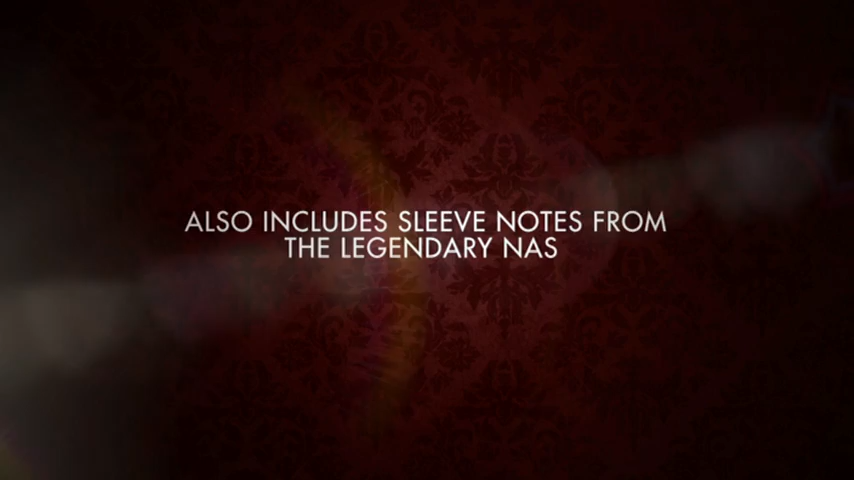 ALSO INCLUDES SLEEVE NOTES FROM
THE LEGENDARY NAS